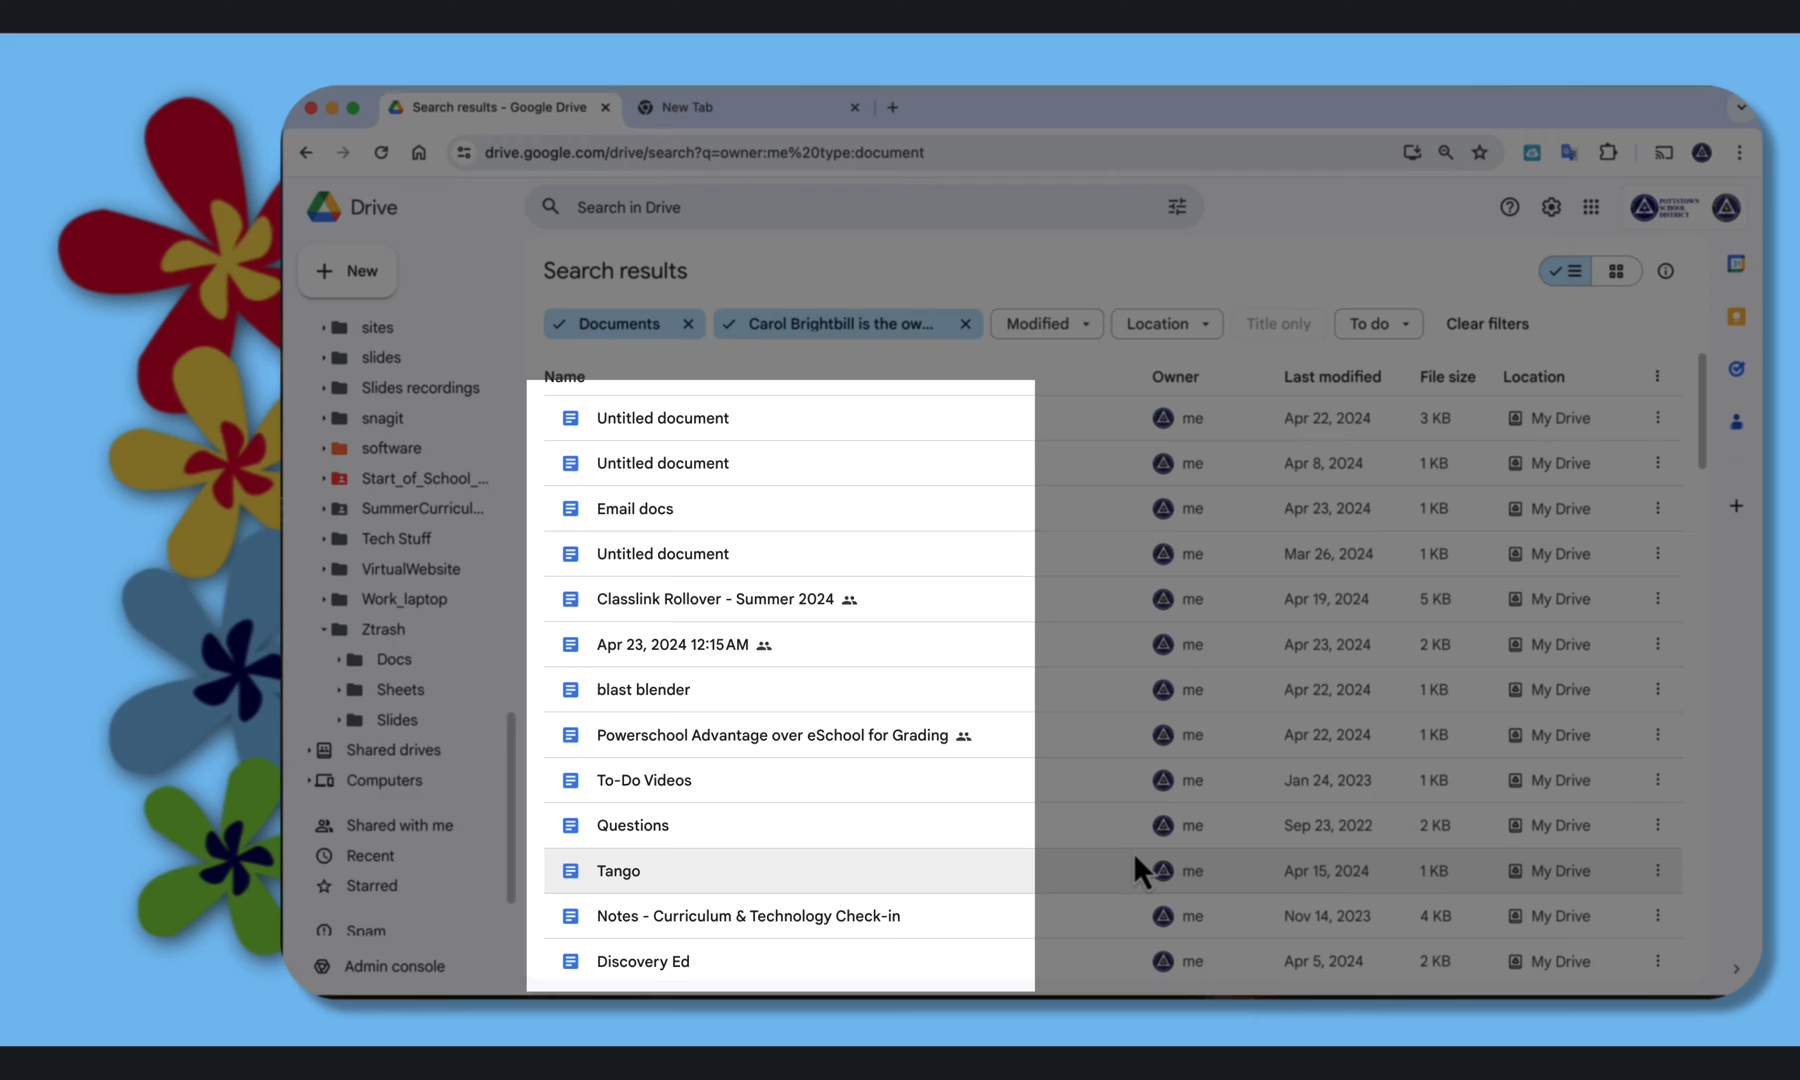 Search results - Google Drive
New Tab
drive.google.com/drive/search?q=owner:me%20type:document
Drive
Search in Drive
POTTSTOWN
SCHOOL
DISTRICT
New
Search results
sites
slides
Slides recordings
snagit
software
Start_of_School_...
SummerCurricul...
Tech Stuff
VirtualWebsite
Work_laptop
Ztrash
Docs
Sheets
Slides
Shared drives
Computers
Shared with me
Recent
Starred
Spam
Admin console
Documents
Carol Brightbill is the ow...
Modified
Location
Title only
To do
Clear filters
Name Owner Last modified File size Location
Untitled document me Apr 22, 2024 3 KB My Drive
Untitled document me Apr 8, 2024 1 KB My Drive
Email docs me Apr 23, 2024 1 KB My Drive
Untitled document me Mar 26, 2024 1 KB My Drive
Classlink Rollover - Summer 2024 me Apr 19, 2024 5 KB My Drive
Apr 23, 2024 12:15 AM me Apr 23, 2024 2 KB My Drive
blast blender me Apr 22, 2024 1 KB My Drive
Powerschool Advantage over eSchool for Grading me Apr 22, 2024 1 KB My Drive
To-Do Videos me Jan 24, 2023 1 KB My Drive
Questions me Sep 23, 2022 2 KB My Drive
Tango me Apr 15, 2024 1 KB My Drive
Notes - Curriculum & Technology Check-in me Nov 14, 2023 4 KB My Drive
Discovery Ed me Apr 5, 2024 2 KB My Drive